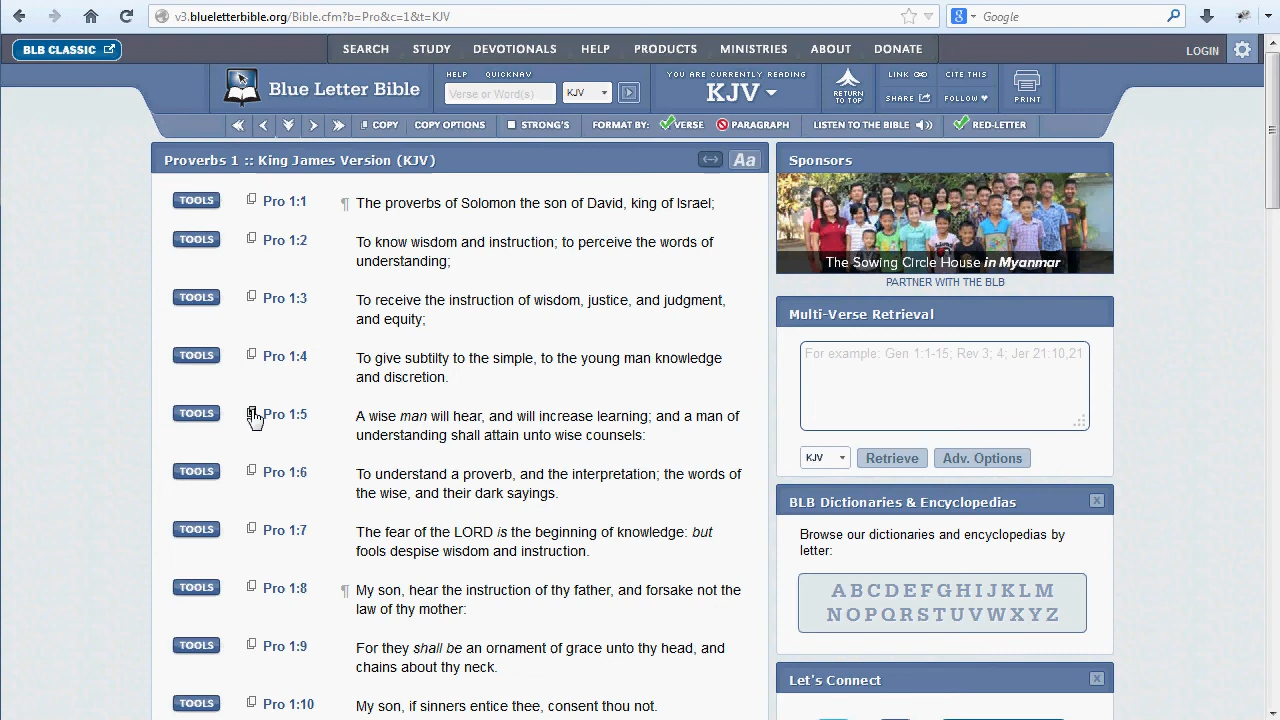 v3.blueletterbible.org/Bible.cfm?b=Pro&c=1&t=KJV
Google
BLB CLASSIC
SEARCH STUDY DEVOTIONALS HELP PRODUCTS MINISTRIES ABOUT DONATE
LOGIN
Blue Letter Bible
HELP QUICKNAV
Verse or Word(s)
KJV
YOU ARE CURRENTLY READING
KJV
RETURN TO TOP
LINK
CITE THIS
SHARE
FOLLOW
PRINT
COPY COPY OPTIONS STRONG'S FORMAT BY: VERSE PARAGRAPH LISTEN TO THE BIBLE RED-LETTER
Proverbs 1 :: King James Version (KJV)
Aa
TOOLS Pro 1:1 ¶ The proverbs of Solomon the son of David, king of Israel;
TOOLS Pro 1:2 To know wisdom and instruction; to perceive the words of
understanding;
TOOLS Pro 1:3 To receive the instruction of wisdom, justice, and judgment,
and equity;
TOOLS Pro 1:4 To give subtilty to the simple, to the young man knowledge
and discretion.
TOOLS Pro 1:5 A wise man will hear, and will increase learning; and a man of
understanding shall attain unto wise counsels:
TOOLS Pro 1:6 To understand a proverb, and the interpretation; the words of
the wise, and their dark sayings.
TOOLS Pro 1:7 The fear of the LORD is the beginning of knowledge: but
fools despise wisdom and instruction.
TOOLS Pro 1:8 ¶ My son, hear the instruction of thy father, and forsake not the
law of thy mother:
TOOLS Pro 1:9 For they shall be an ornament of grace unto thy head, and
chains about thy neck.
TOOLS Pro 1:10 My son, if sinners entice thee, consent thou not.
Sponsors
The Sowing Circle House in Myanmar
PARTNER WITH THE BLB
Multi-Verse Retrieval
For example: Gen 1:1-15; Rev 3; 4; Jer 21:10,21
KJV Retrieve Adv. Options
BLB Dictionaries & Encyclopedias
Browse our dictionaries and encyclopedias by
letter:
A B C D E F G H I J K L M
N O P Q R S T U V W X Y Z
Let's Connect